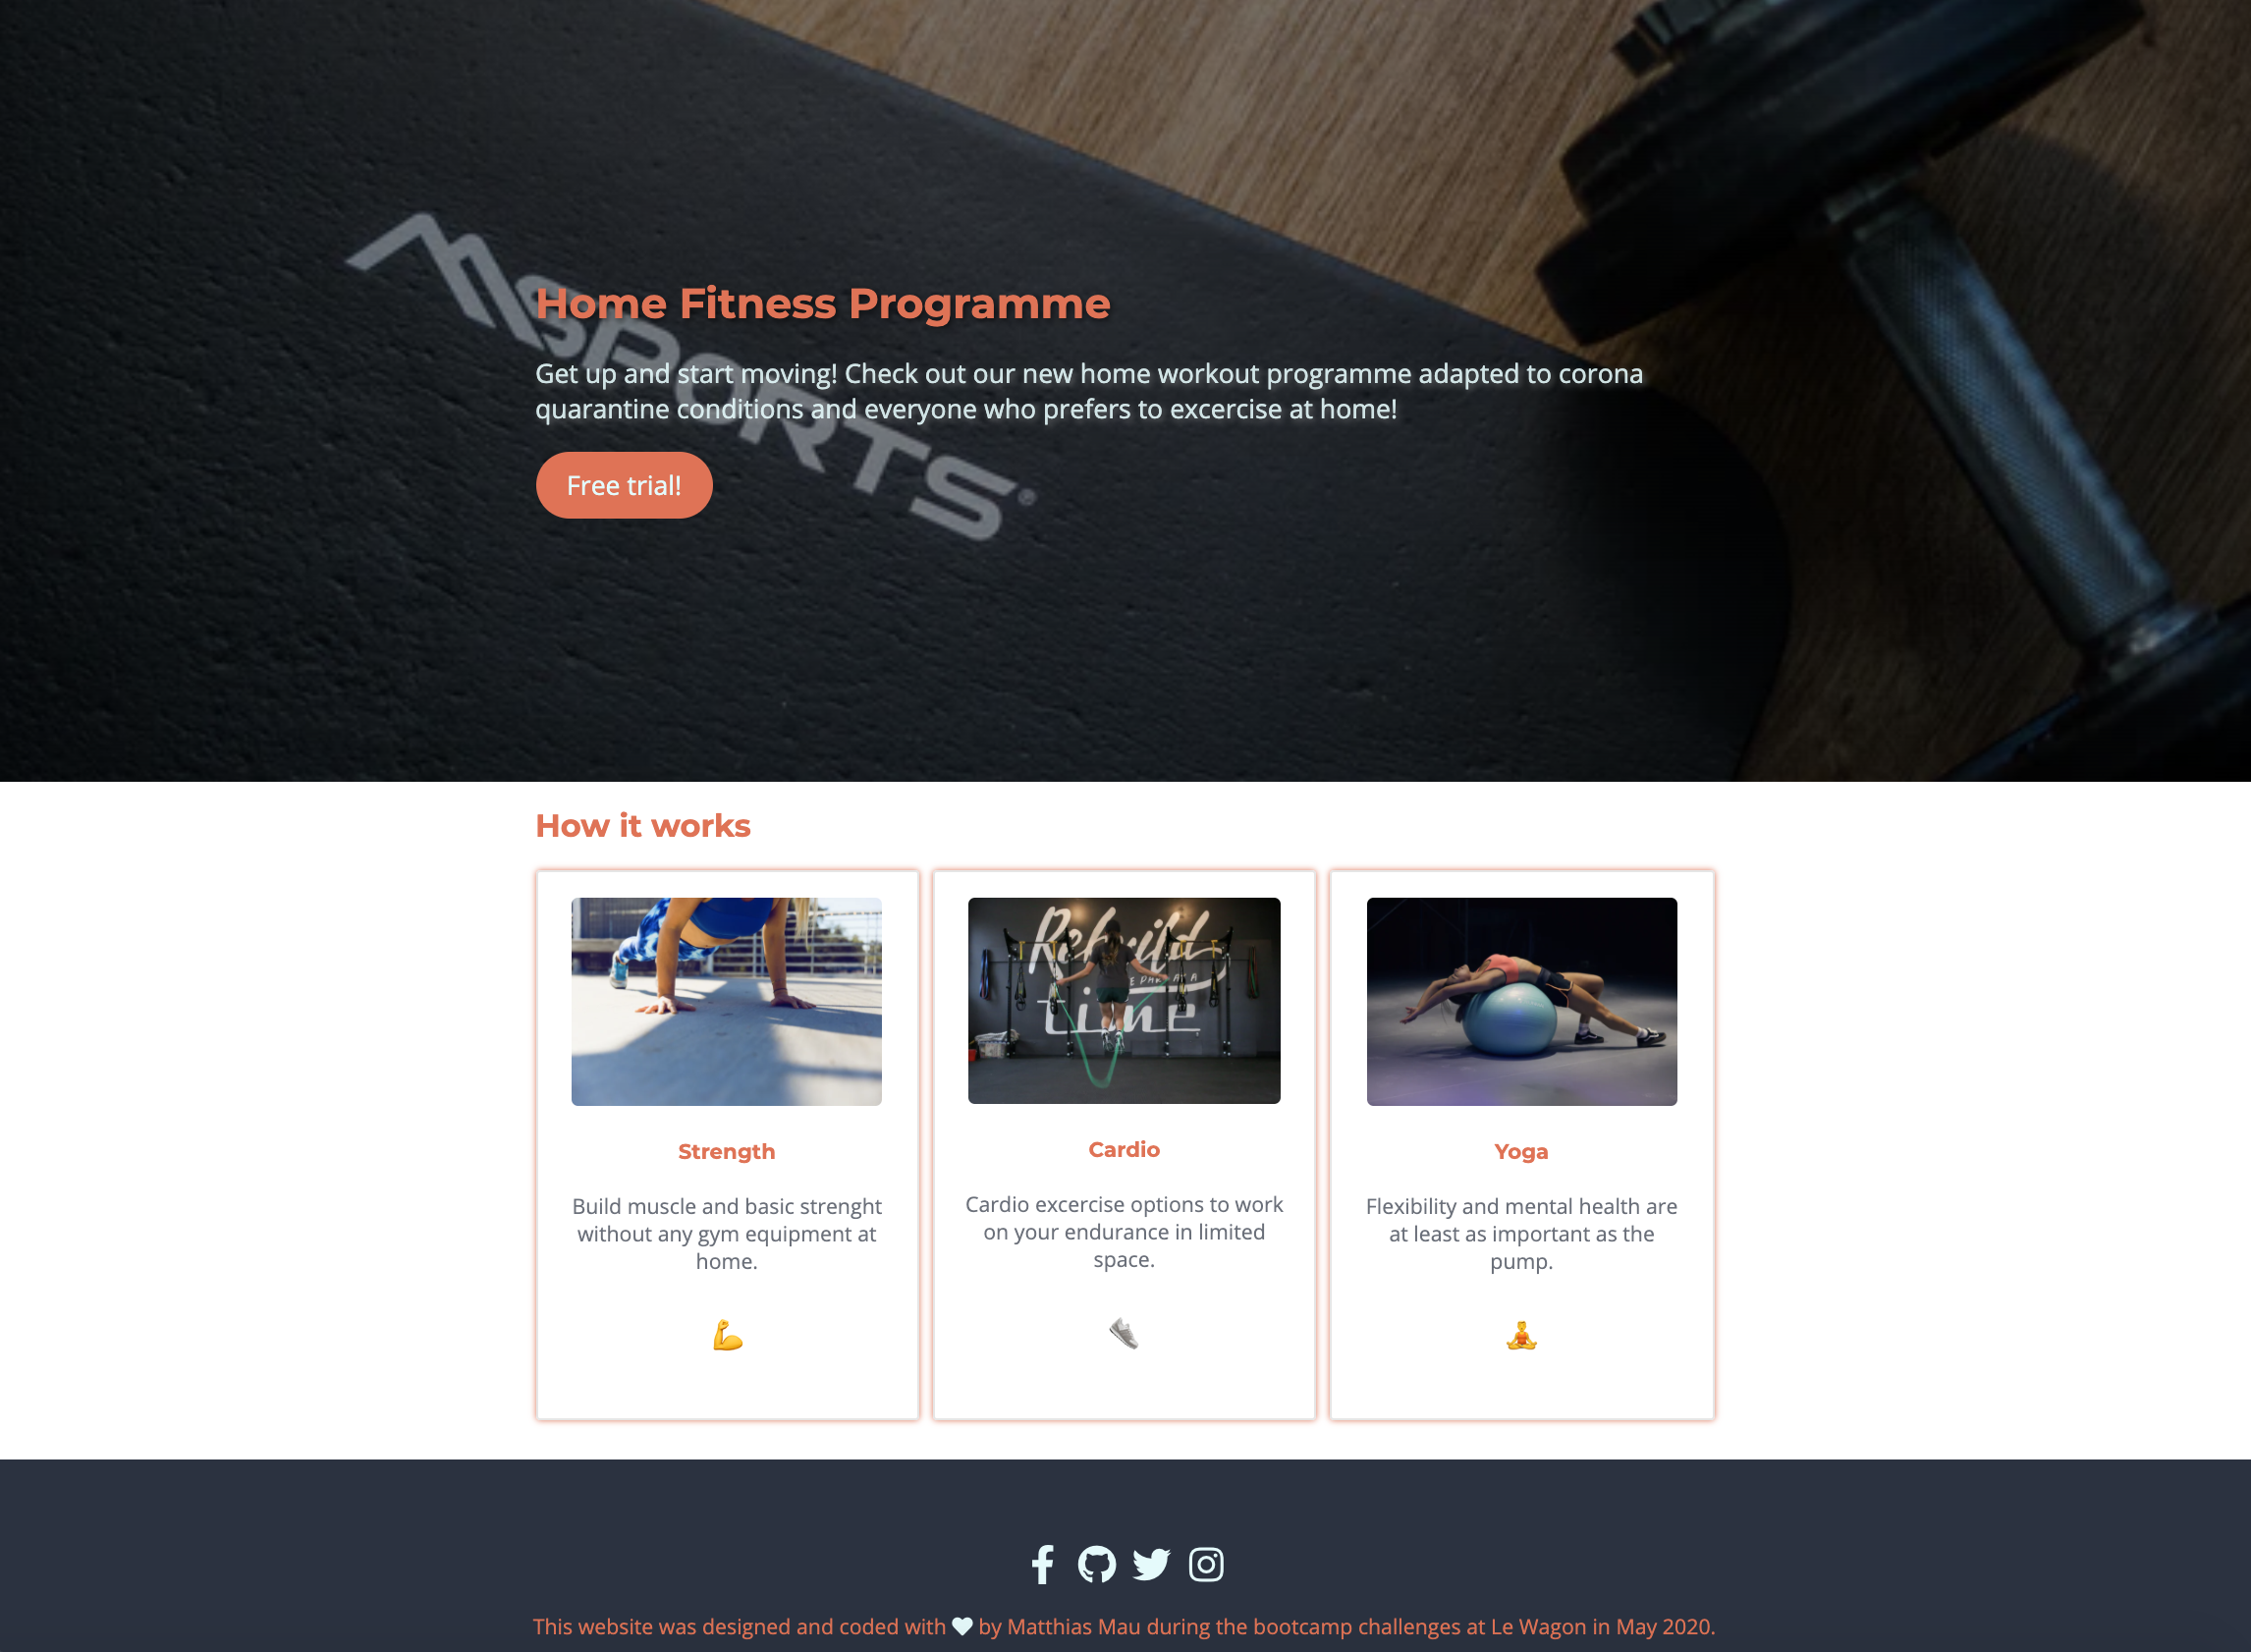 MSPORTS®
Home Fitness Programme
Get up and start moving! Check out our new home workout programme adapted to corona
quarantine conditions and everyone who prefers to excercise at home!
Free trial!
How it works
Rebuild
time
Strength
Build muscle and basic strenght
without any gym equipment at
home.
Cardio
Cardio excercise options to work
on your endurance in limited
space.
Yoga
Flexibility and mental health are
at least as important as the
pump.
This website was designed and coded with by Matthias Mau during the bootcamp challenges at Le Wagon in May 2020.